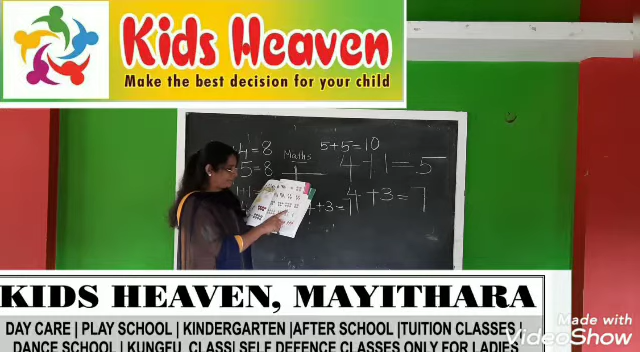 Kids Heaven
Make the best decision for your child
4=8
5+5=10
5=8
Maths
4+1=5
+3=7
4+3=7
KIDS HEAVEN, MAYITHARA
DAY CARE | PLAY SCHOOL | KINDERGARTEN |AFTER SCHOOL |TUITION CLASSES |
DANCE SCHOOL | KUNGFU CLASS| SELF DEFENCE CLASSES ONLY FOR LADIES
Made with
VideoShow